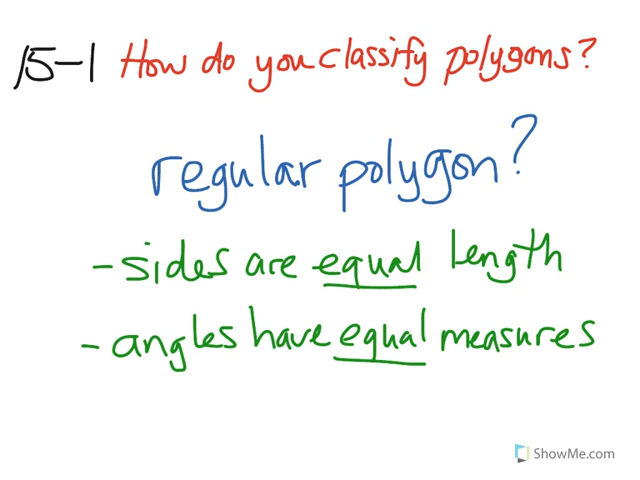 15-1 How do you classify polygons?
regular polygon?
- sides are equal length
- angles have equal measures
ShowMe.com